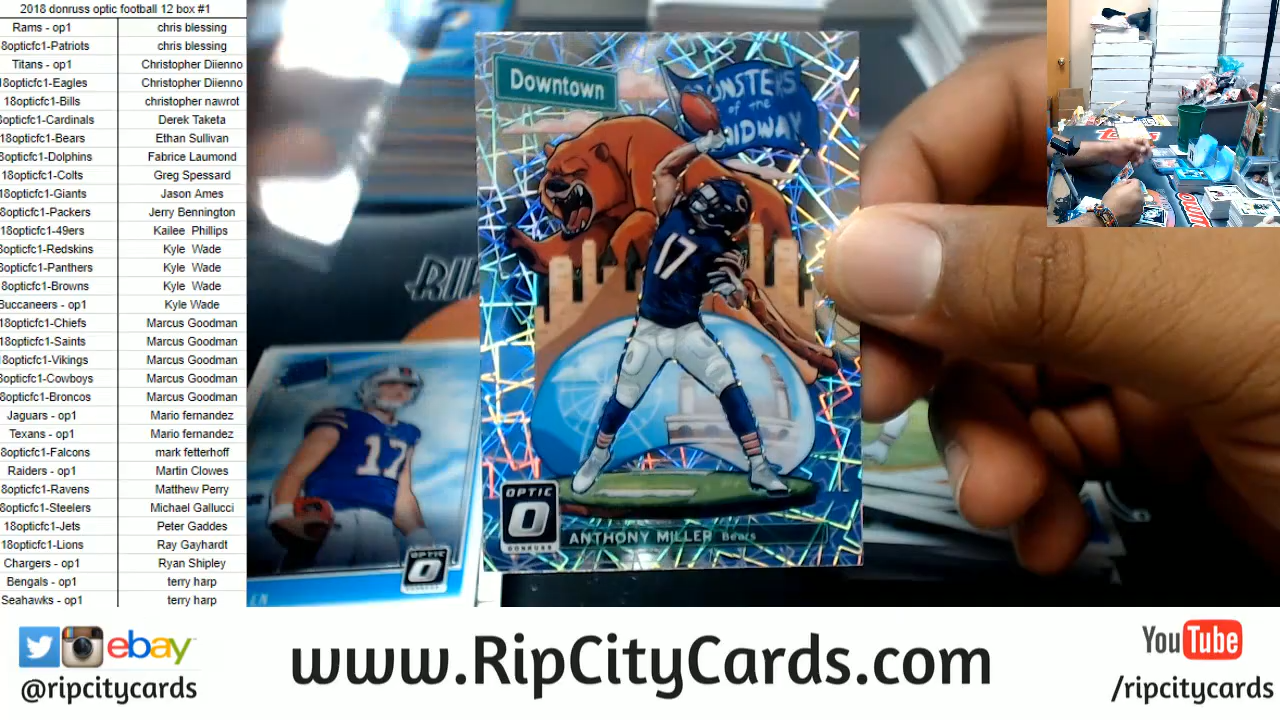 2018 donruss optic football 12 box #1
Rams - op1 chris blessing
8opticfc1-Patriots chris blessing
Titans - op1 Christopher Diienno
18opticfc1-Eagles Christopher Diienno
18opticfc1-Bills christopher nawrot
8opticfc1-Cardinals Derek Taketa
18opticfc1-Bears Ethan Sullivan
8opticfc1-Dolphins Fabrice Laumond
18opticfc1-Colts Greg Spessard
18opticfc1-Giants Jason Ames
8opticfc1-Packers Jerry Bennington
18opticfc1-49ers Kailee Phillips
8opticfc1-Redskins Kyle Wade
8opticfc1-Panthers Kyle Wade
8opticfc1-Browns Kyle Wade
Buccaneers - op1 Kyle Wade
18opticfc1-Chiefs Marcus Goodman
18opticfc1-Saints Marcus Goodman
18opticfc1-Vikings Marcus Goodman
8opticfc1-Cowboys Marcus Goodman
8opticfc1-Broncos Marcus Goodman
Jaguars - op1 Mario fernandez
Texans - op1 Mario fernandez
8opticfc1-Falcons mark fetterhoff
Raiders - op1 Martin Clowes
8opticfc1-Ravens Matthew Perry
8opticfc1-Steelers Michael Gallucci
18opticfc1-Jets Peter Gaddes
18opticfc1-Lions Ray Gayhardt
Chargers - op1 Ryan Shipley
Bengals - op1 terry harp
Seahawks - op1 terry harp
Downtown
MONSTERS
of the
MIDWAY
17
OPTIC
O
DONRUSS
ANTHONY MILLER Bears
17
OPTIC
O
RIP
ebay
@ripcitycards
www.RipCityCards.com
YouTube
/ripcitycards